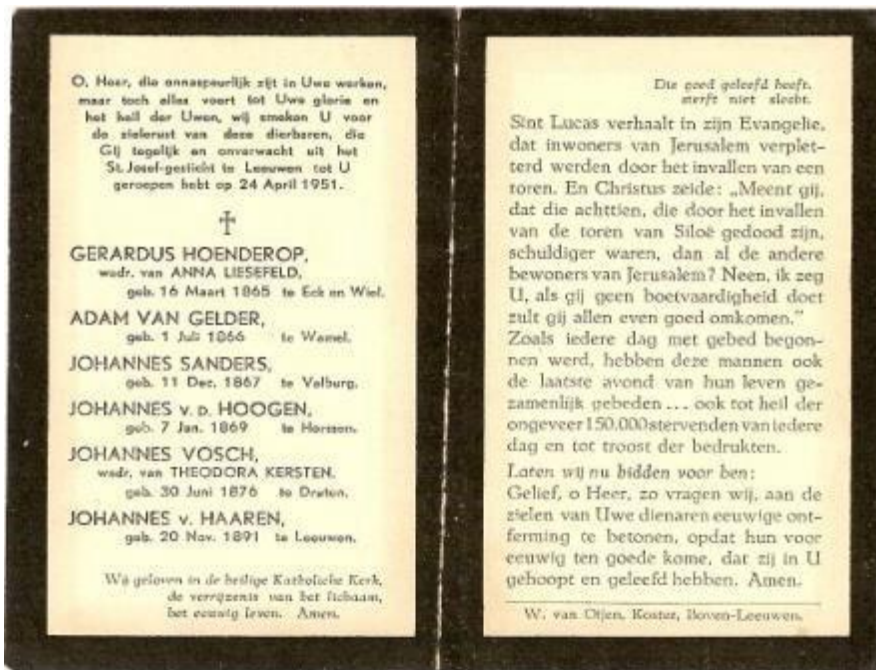 O, Heer, die onnaspeurlijk zijt in Uwe werken,
maar toch alles voert tot Uwe glorie en
het heil der Uwen, wij smeken U voor
de zielerust van deze dierbaren, die
Gij tegelijk en onverwacht uit het
St. Josef-gesticht te Leeuwen tot U
geroepen hebt op 24 April 1951.
GERARDUS HOENDEROP,
wedr. van ANNA LIESEFELD,
geb. 16 Maart 1865 te Eck en Wiel.
ADAM VAN GELDER,
geb. 1 Juli 1866 te Wamel.
JOHANNES SANDERS,
geb. 11 Dec. 1867 te Valburg.
JOHANNES v. D. HOOGEN,
geb. 7 Jan. 1869 te Horssen.
JOHANNES VOSCH,
wedr. van THEODORA KERSTEN,
geb. 30 Juni 1876 te Druten.
JOHANNES v. HAAREN,
geb. 20 Nov. 1891 te Leeuwen.
Wij geloven in de heilige Katholieke Kerk,
de verrijzenis van het lichaam,
het eeuwig leven. Amen.
Die goed geleefd heeft,
sterft niet slecht.
Sint Lucas verhaalt in zijn Evangelie,
dat inwoners van Jerusalem verplet-
terd werden door het invallen van een
toren. En Christus zeide: „Meent gij,
dat die achttien, die door het invallen
van de toren van Siloë gedood zijn,
schuldiger waren, dan al de andere
bewoners van Jerusalem? Neen, ik zeg
U, als gij geen boetvaardigheid doet
zult gij allen even goed omkomen.”
Zoals iedere dag met gebed begon-
nen werd, hebben deze mannen ook
de laatste avond van hun leven ge-
zamenlijk gebeden ... ook tot heil der
ongeveer 150.000 stervenden van iedere
dag en tot troost der bedrukten.
Laten wij nu bidden voor hen:
Gelief, o Heer, zo vragen wij, aan de
zielen van Uwe dienaren eeuwige ont-
ferming te betonen, opdat hun voor
eeuwig ten goede kome, dat zij in U
gehoopt en geleefd hebben. Amen.
W. van Oijen, Koster, Boven-Leeuwen.